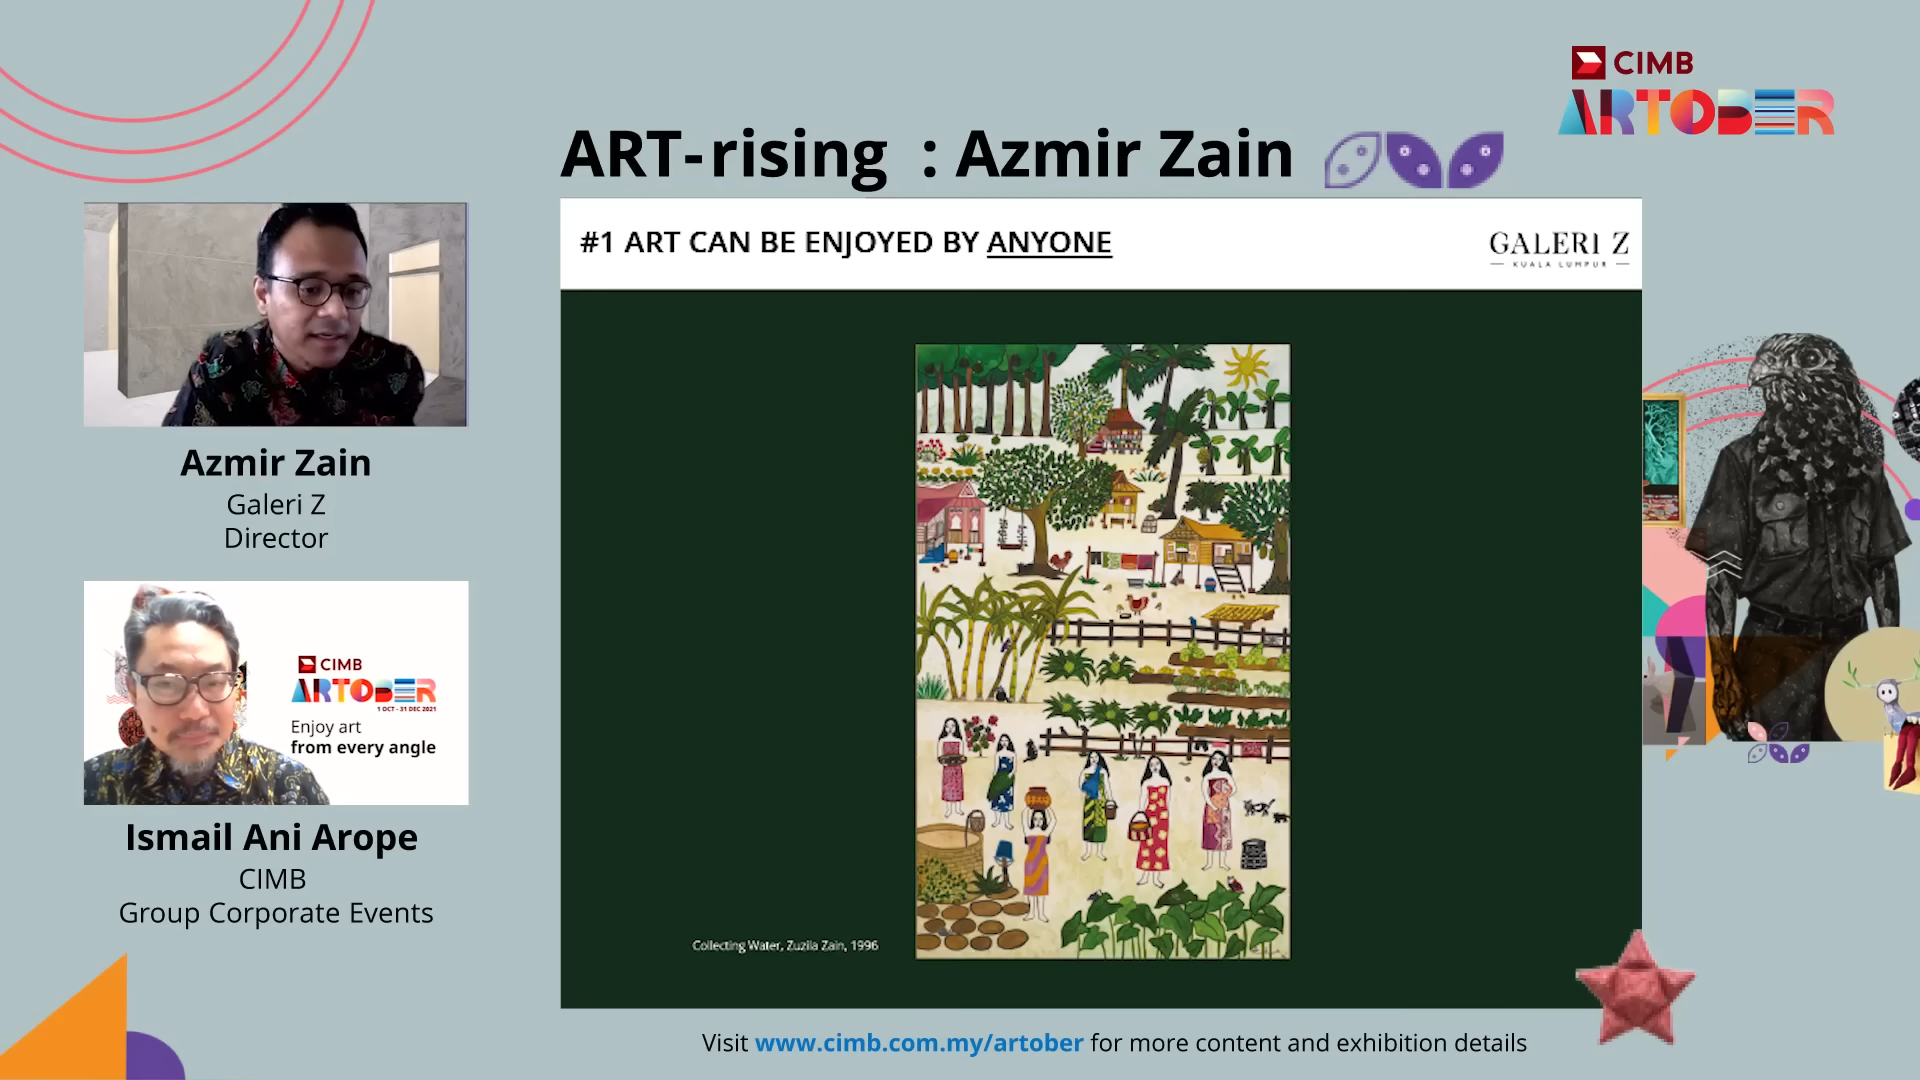 CIMB
ARTOBER
ART-rising : Azmir Zain
#1 ART CAN BE ENJOYED BY ANYONE
GALERI Z
KUALA LUMPUR
Azmir Zain
Galeri Z
Director
CIMB
ARTOBER
1 OCT - 31 DEC 2021
Enjoy art
from every angle
Ismail Ani Arope
CIMB
Group Corporate Events
Collecting Water, Zuzila Zain, 1996
Visit www.cimb.com.my/artober for more content and exhibition details